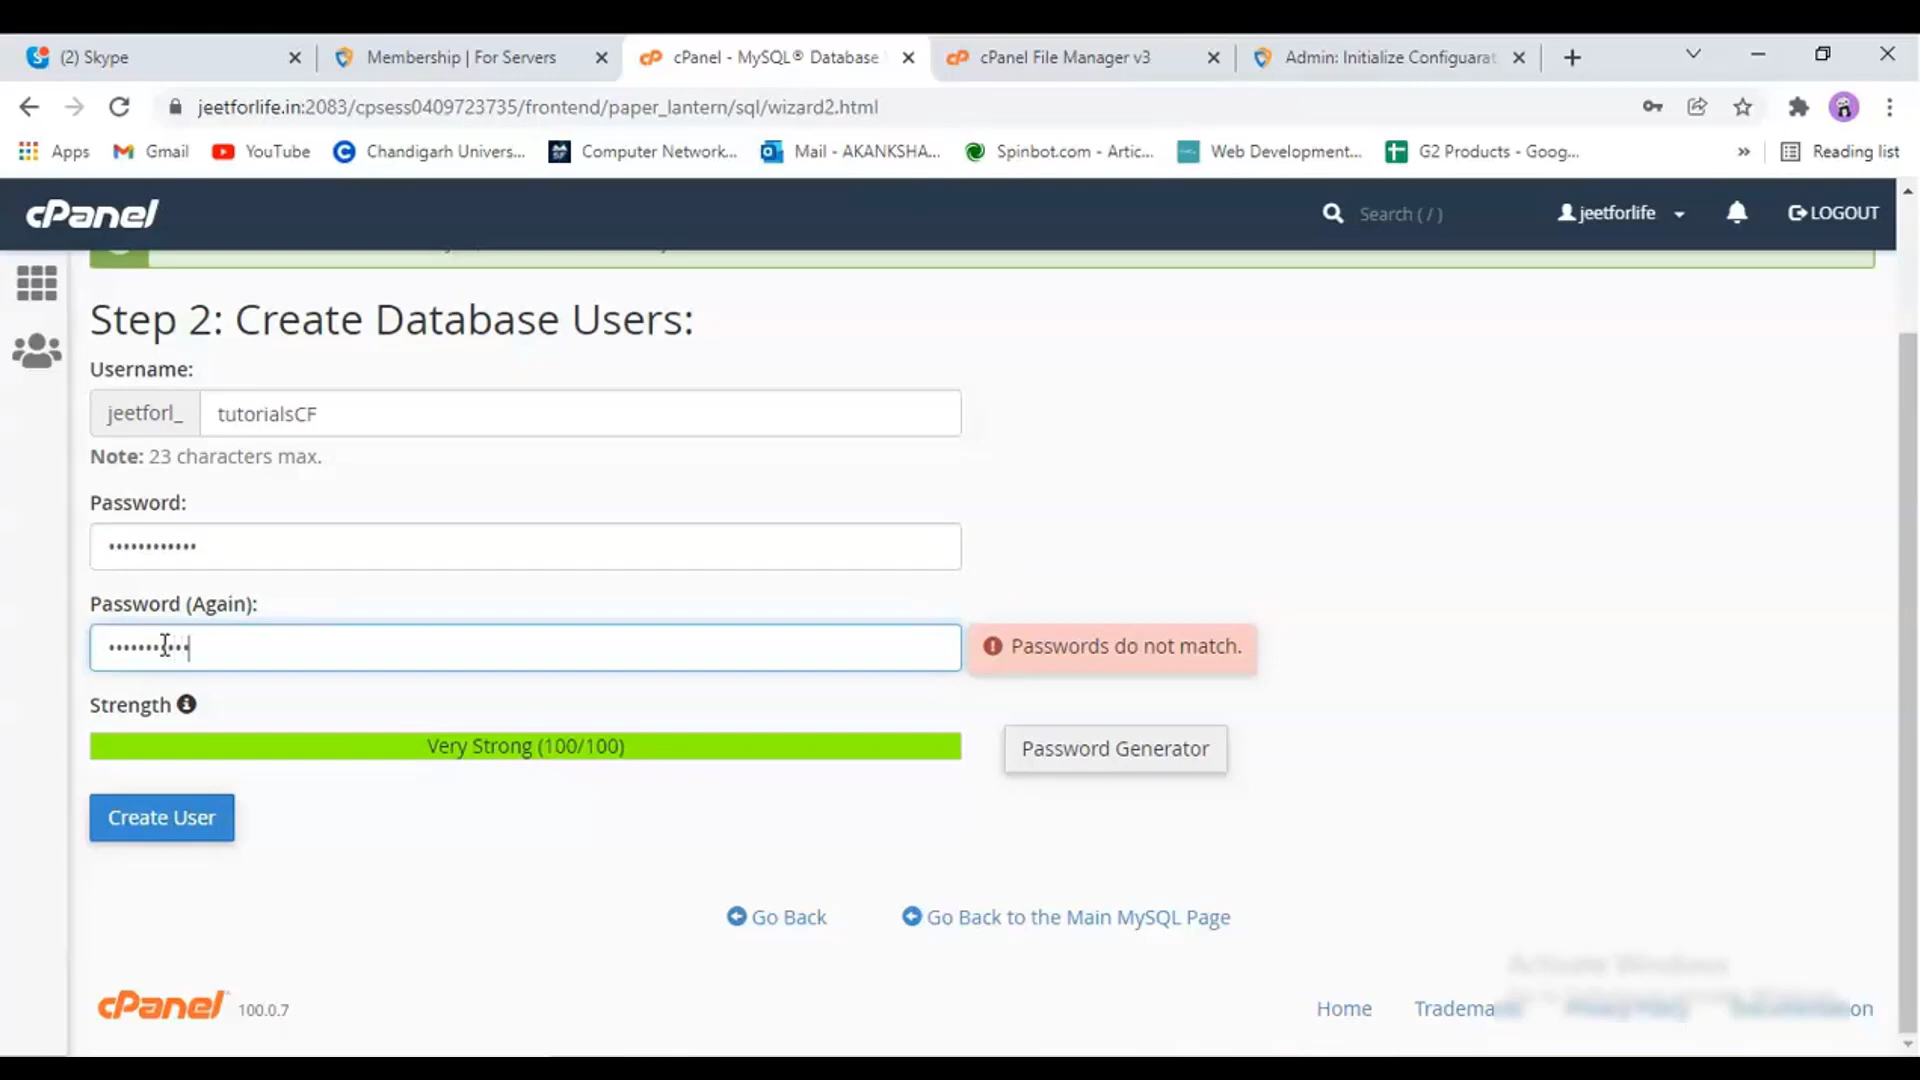 (2) Skype
Membership | For Servers
cPanel - MySQL® Database
cPanel File Manager v3
Admin: Initialize Configuarat
jeetforlife.in:2083/cpsess0409723735/frontend/paper_lantern/sql/wizard2.html
Apps
Gmail
YouTube
Chandigarh Univers...
Computer Network...
Mail - AKANKSHA...
Spinbot.com - Artic...
Web Development...
G2 Products - Goog...
»
Reading list
cPanel
Search ( / )
jeetforlife
LOGOUT
Step 2: Create Database Users:
Username:
jeetforl_
tutorialsCF
Note: 23 characters max.
Password:
••••••••••••
Password (Again):
•••••••••••
Passwords do not match.
Strength
Very Strong (100/100)
Password Generator
Create User
Go Back
Go Back to the Main MySQL Page
Activate Windows
cPanel 100.0.7
Home